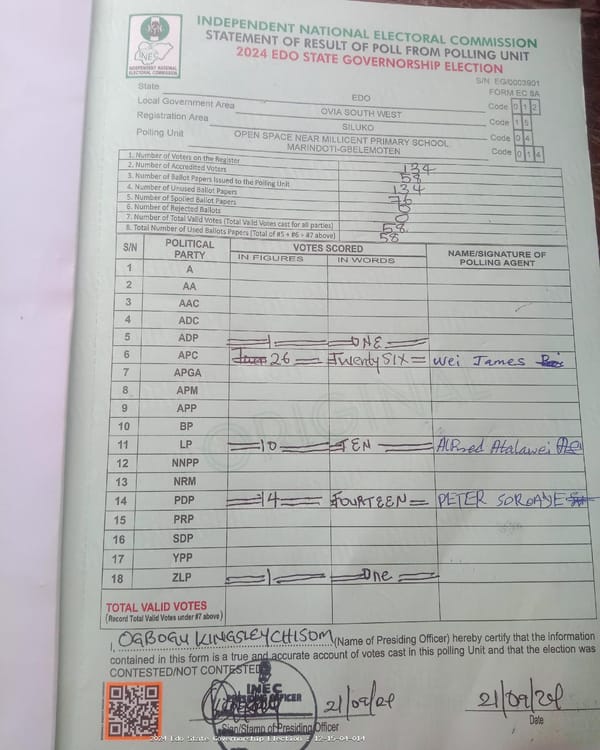 INDEPENDENT NATIONAL ELECTORAL COMMISSION
STATEMENT OF RESULT OF POLL FROM POLLING UNIT
2024 EDO STATE GOVERNORSHIP ELECTION
INEC
INDEPENDENT NATIONAL ELECTORAL COMMISSION
S/N EG/0003901
FORM EC 8A
State EDO Code 0 1 2
Local Government Area OVIA SOUTH WEST Code 1 5
Registration Area SILUKO Code 0 4
Polling Unit OPEN SPACE NEAR MILLICENT PRIMARY SCHOOL MARINDOTI-GBELEMOTEN Code 0 1 4
1. Number of Voters on the Register 134
2. Number of Accredited Voters 58
3. Number of Ballot Papers Issued to the Polling Unit 134
4. Number of Unused Ballot Papers 76
5. Number of Spoiled Ballot Papers 0
6. Number of Rejected Ballots 0
7. Number of Total Valid Votes (Total Valid Votes cast for all parties) 58
8. Total Number of Used Ballots Papers (Total of #5 + #6 + #7 above) 58
S/N POLITICAL PARTY VOTES SCORED NAME/SIGNATURE OF POLLING AGENT
IN FIGURES IN WORDS
1 A
2 AA
3 AAC
4 ADC
5 ADP 1 ONE
6 APC 26 Twenty SIX Wei James
7 APGA
8 APM
9 APP
10 BP
11 LP 10 TEN Alfred Atalawei
12 NNPP
13 NRM
14 PDP 14 FOURTEEN PETER
15 PRP
16 SDP
17 YPP
18 ZLP 1 One
ORIGINAL
TOTAL VALID VOTES
(Record Total Valid Votes under #7 above)
I, OGBOGU KINGSLEY CHISOM (Name of Presiding Officer) hereby certify that the information
contained in this form is a true and accurate account of votes cast in this polling Unit and that the election was
CONTESTED/NOT CONTESTED
INEC
PRESIDING OFFICER
21/09/24 21/09/24
Sign/Stamp of Presiding Officer Date
2024 Edo State Governorship Election - 12-15-04-014